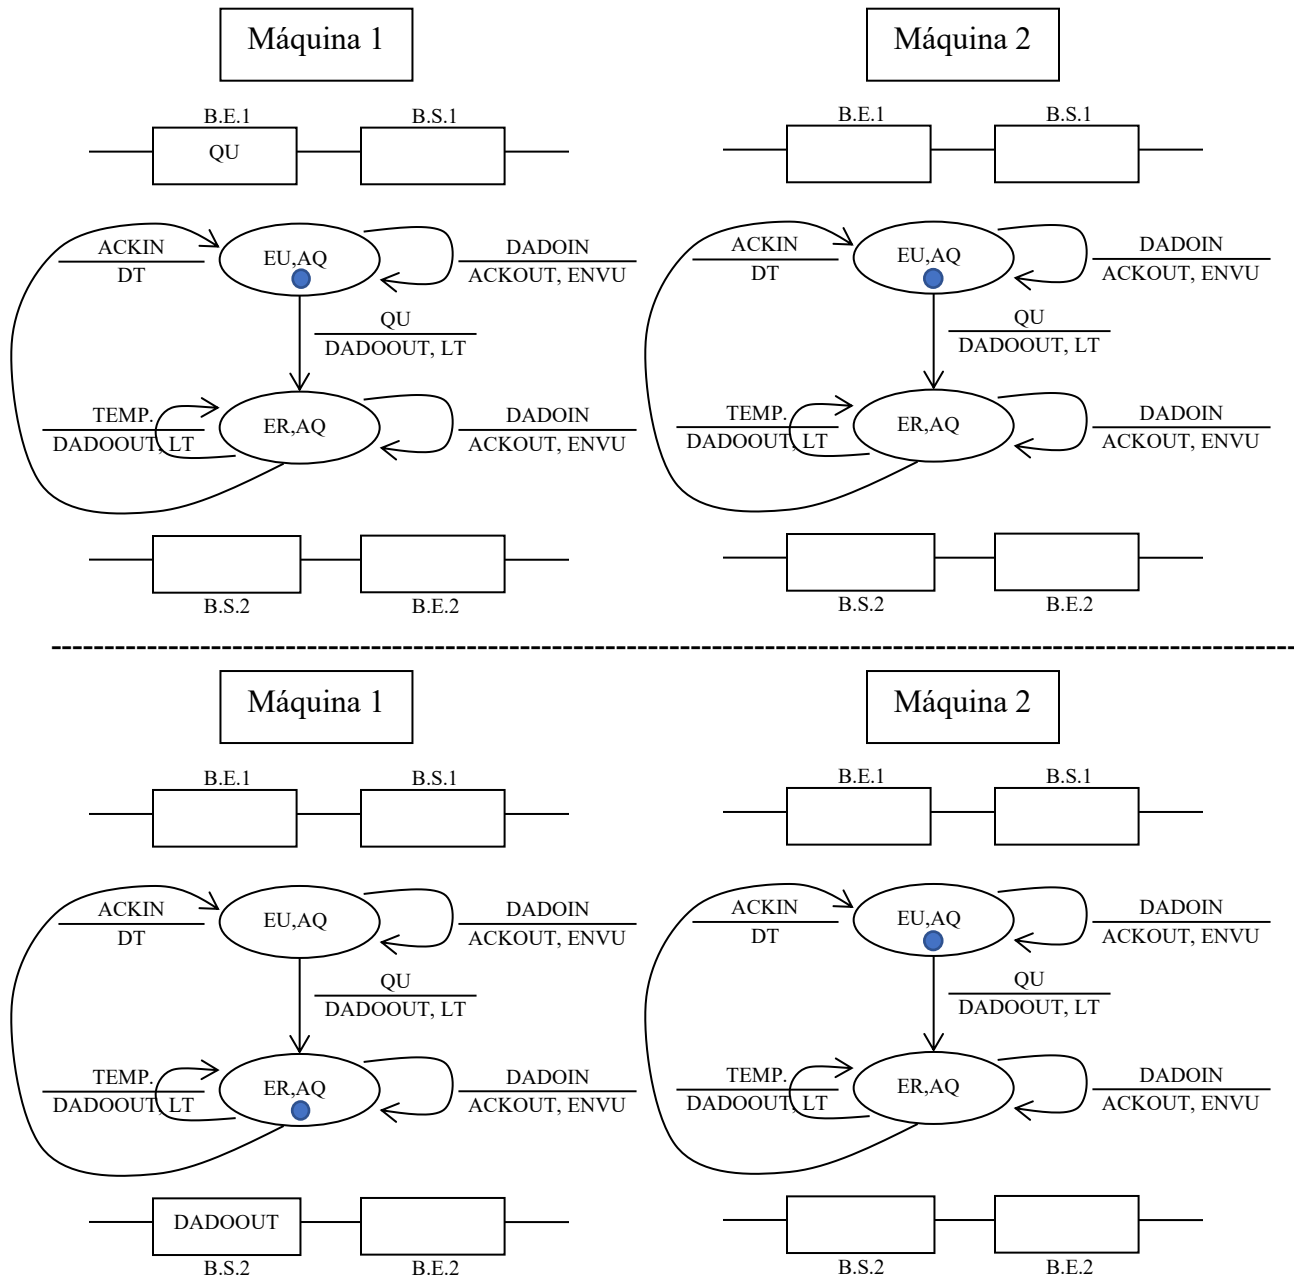 Máquina 1
Máquina 2
B.E.1
B.S.1
B.E.1
B.S.1
QU
ACKIN
DT
EU,AQ
DADOIN
ACKOUT, ENVU
ACKIN
DT
EU,AQ
DADOIN
ACKOUT, ENVU
QU
DADOOUT, LT
QU
DADOOUT, LT
TEMP.
DADOOUT, LT
ER,AQ
DADOIN
ACKOUT, ENVU
TEMP.
DADOOUT, LT
ER,AQ
DADOIN
ACKOUT, ENVU
B.S.2
B.E.2
B.S.2
B.E.2
Máquina 1
Máquina 2
B.E.1
B.S.1
B.E.1
B.S.1
ACKIN
DT
EU,AQ
DADOIN
ACKOUT, ENVU
ACKIN
DT
EU,AQ
DADOIN
ACKOUT, ENVU
QU
DADOOUT, LT
QU
DADOOUT, LT
TEMP.
DADOOUT, LT
ER,AQ
DADOIN
ACKOUT, ENVU
TEMP.
DADOOUT, LT
ER,AQ
DADOIN
ACKOUT, ENVU
DADOOUT
B.S.2
B.E.2
B.S.2
B.E.2